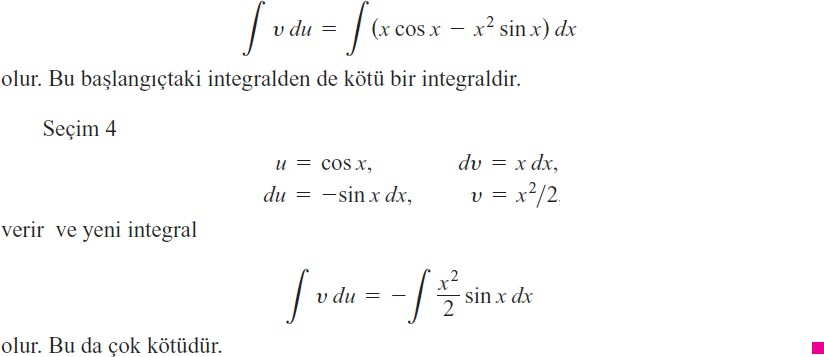 ∫ v du = ∫ (x cos x − x² sin x) dx
olur. Bu başlangıçtaki integralden de kötü bir integraldir.
Seçim 4
u = cos x, dv = x dx,
du = −sin x dx, v = x²/2
verir ve yeni integral
∫ v du = − ∫ x²/2 sin x dx
olur. Bu da çok kötüdür.